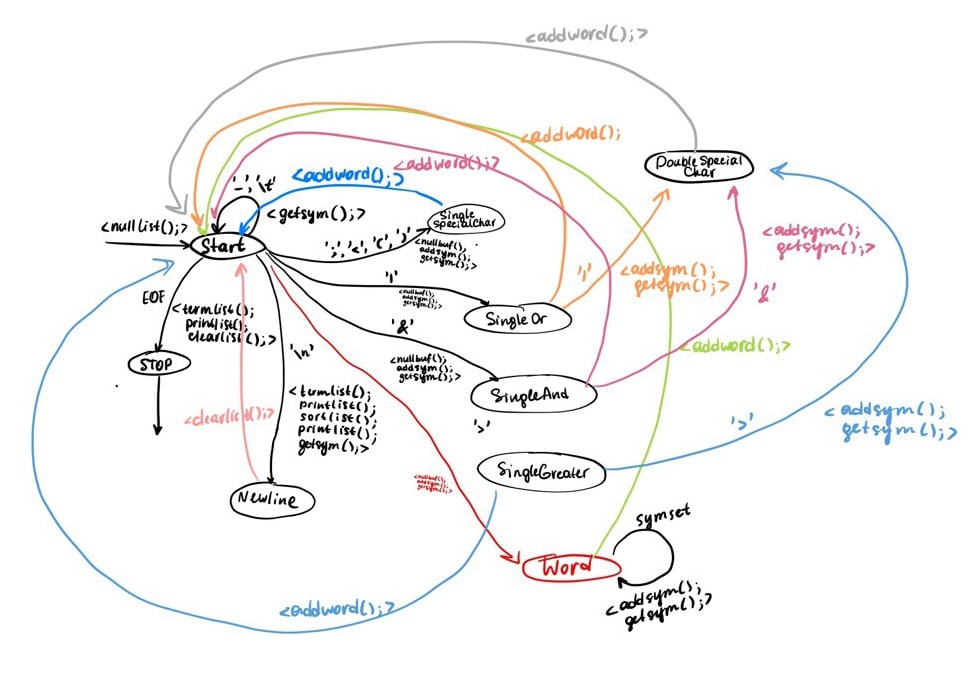 <addword();>
<addword();
Double Special
Char
<addword();>
<addword();>
'_', '\t'
<getsym();>
Single
specialchar
<nulllist();>
Start
';', '<', '(', ')'
<nullbuf();
addsym();
getsym();>
<addsym();
getsym();>
'|'
<nullbuf();
addsym();
getsym();>
'|'
<addsym();
getsym();>
'&'
EOF
<termlist();
printlist();
clearlist();>
SingleOr
'&'
<addword();>
'\n'
<nullbuf();
addsym();
getsym();>
STOP
<termlist();
printlist();
sortlist();
printlist();
getsym();>
SingleAnd
<clearlist();>
'>'
'>'
<addsym();
getsym();>
SingleGreater
<nullbuf();
addsym();
getsym();>
Newline
symset
Word
<addsym();
getsym();>
<addword();>